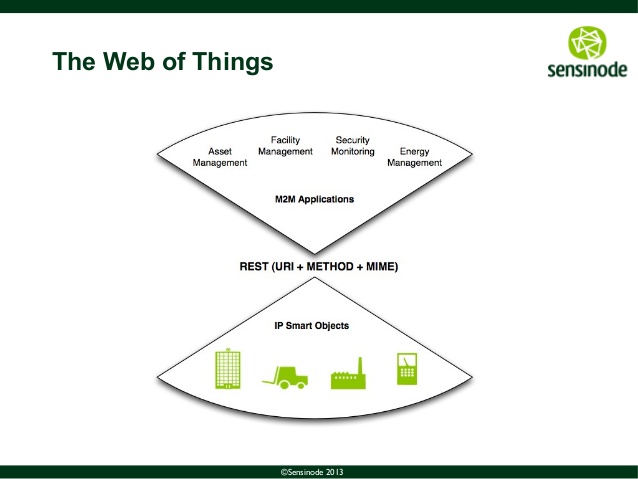 The Web of Things
sensinode
Asset
Management
Facility
Management
Security
Monitoring
Energy
Management
M2M Applications
REST (URI + METHOD + MIME)
IP Smart Objects
©Sensinode 2013